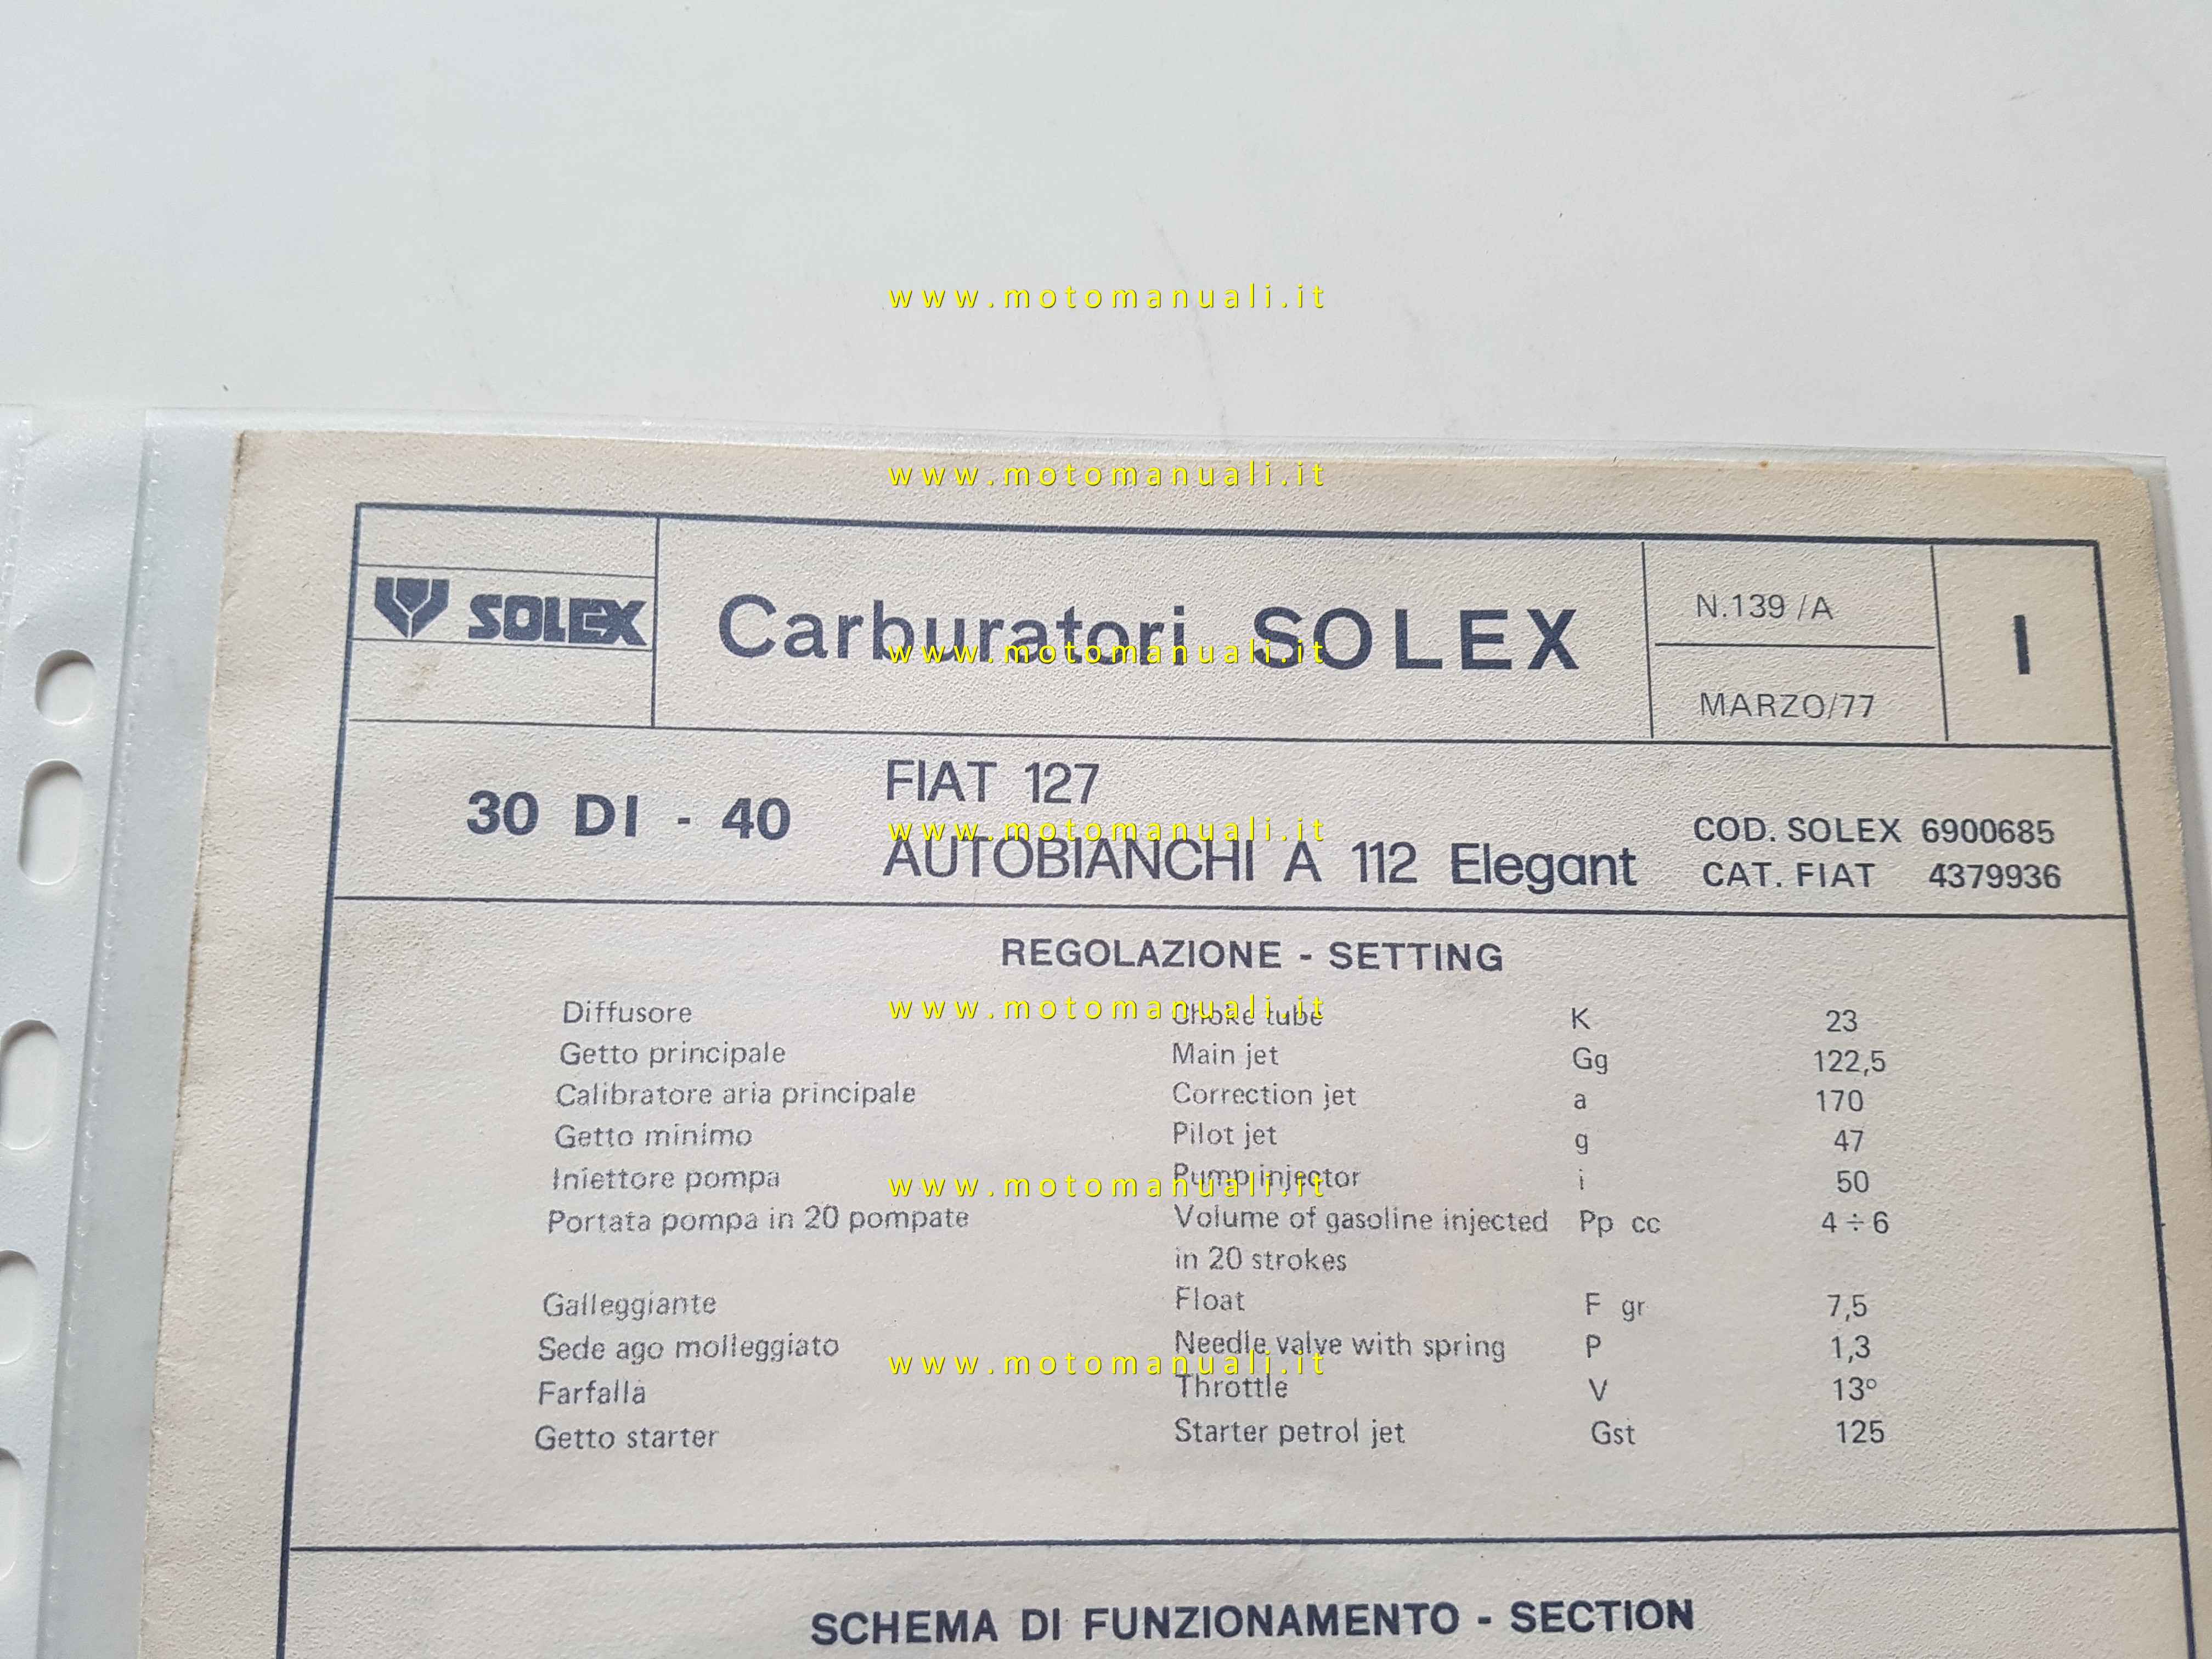 www.motomanuali.it
www.motomanuali.it
SOLEX
Carburatori SOLEX
N.139 /A
MARZO/77
I
www.motomanuali.it
30 DI - 40
FIAT 127
AUTOBIANCHI A 112 Elegant
COD. SOLEX 6900685
CAT. FIAT 4379936
www.motomanuali.it
REGOLAZIONE - SETTING
Diffusore Choke tube K 23
www.motomanuali.it
Getto principale Main jet Gg 122,5
Calibratore aria principale Correction jet a 170
Getto minimo Pilot jet g 47
Iniettore pompa Pump injector i 50
www.motomanuali.it
Portata pompa in 20 pompate Volume of gasoline injected Pp cc 4 ÷ 6
in 20 strokes
Galleggiante Float F gr 7,5
Sede ago molleggiato Needle valve with spring P 1,3
www.motomanuali.it
Farfalla Throttle V 13°
Getto starter Starter petrol jet Gst 125
SCHEMA DI FUNZIONAMENTO - SECTION